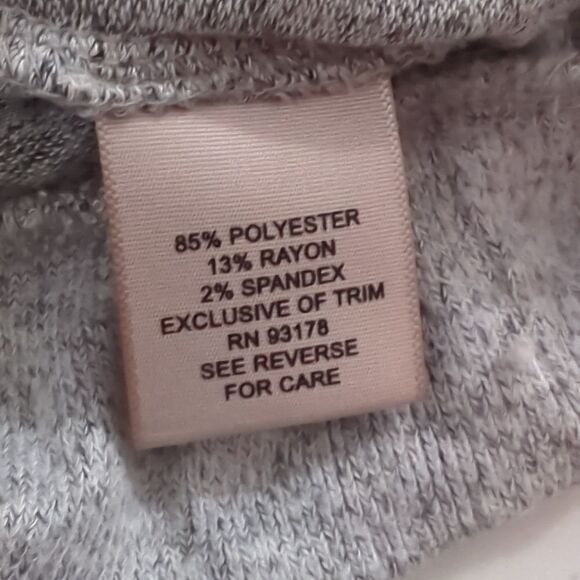 85% POLYESTER
13% RAYON
2% SPANDEX
EXCLUSIVE OF TRIM
RN 93178
SEE REVERSE
FOR CARE